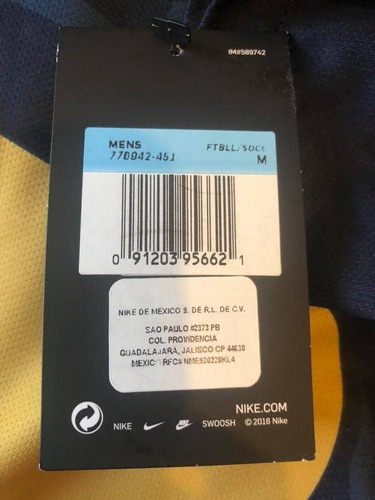 IM#589742
MENS FTBLL/SOCC
776942-451 M
0 91203 95662 1
NIKE DE MEXICO S. DE R.L. DE C.V.
SAO PAULO #2373 PB
COL. PROVIDENCIA
GUADALAJARA, JALISCO CP 44630
MEXICO RFC# NME920220KL4
NIKE.COM
NIKE SWOOSH © 2016 Nike